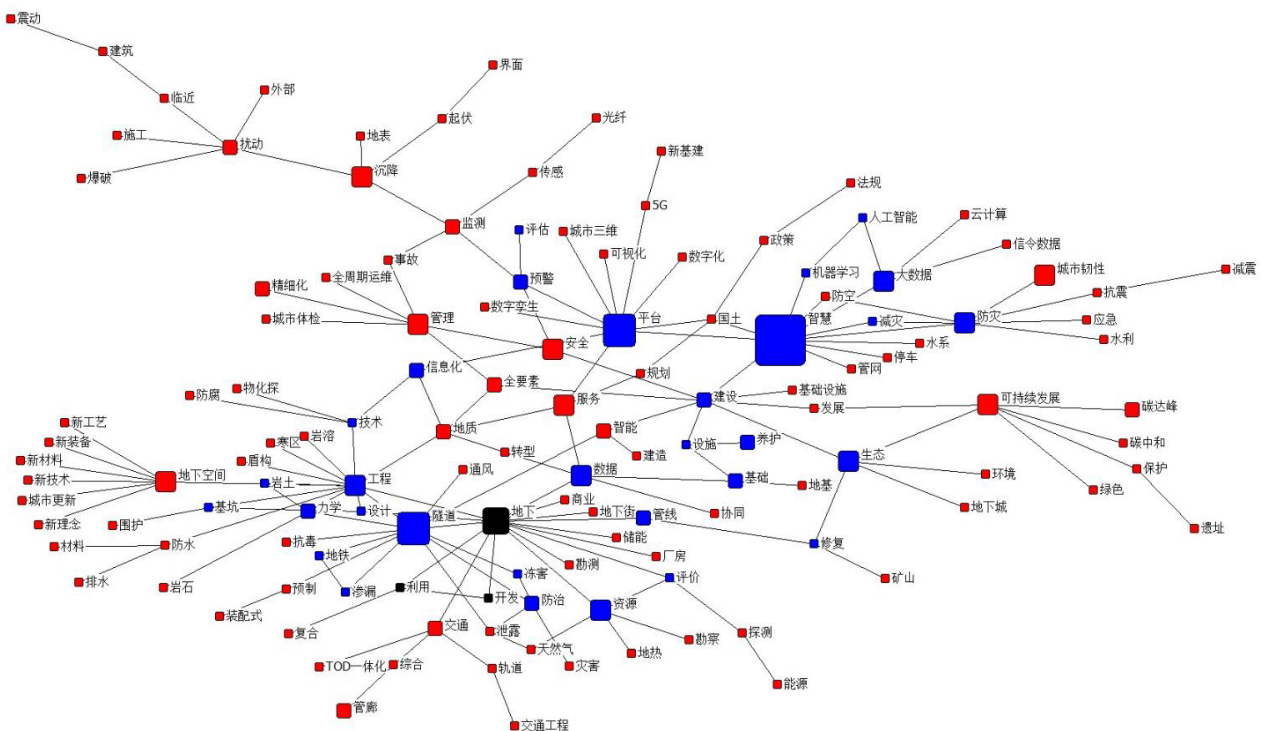 震动
建筑
界面
外部
临近
起伏
光纤
施工
地表
扰动
新基建
爆破
沉降
传感
法规
5G
人工智能
云计算
监测
评估
城市三维
政策
信令数据
可视化
数字化
事故
全周期运维
预警
机器学习
大数据
城市韧性
减震
精细化
防空
抗震
数字孪生
城市体检
管理
平台
国土
智慧
减灾
防灾
应急
水利
安全
水系
停车
管网
信息化
规划
物化探
全要素
基础设施
防腐
服务
建设
发展
可持续发展
碳达峰
新工艺
技术
岩溶
地质
智能
新装备
寒区
设施
养护
碳中和
新材料
盾构
转型
建造
生态
保护
新技术
地下空间
岩土
工程
通风
数据
基础
地基
环境
绿色
城市更新
基坑
力学
设计
商业
地下城
新理念
围护
隧道
地下
地下街
管线
协同
遗址
材料
防水
抗毒
储能
修复
排水
岩石
地铁
勘测
厂房
矿山
预制
渗漏
利用
冻害
评价
装配式
开发
防治
资源
复合
交通
泄露
探测
天然气
地热
勘察
TOD一体化
综合
轨道
灾害
能源
管廊
交通工程